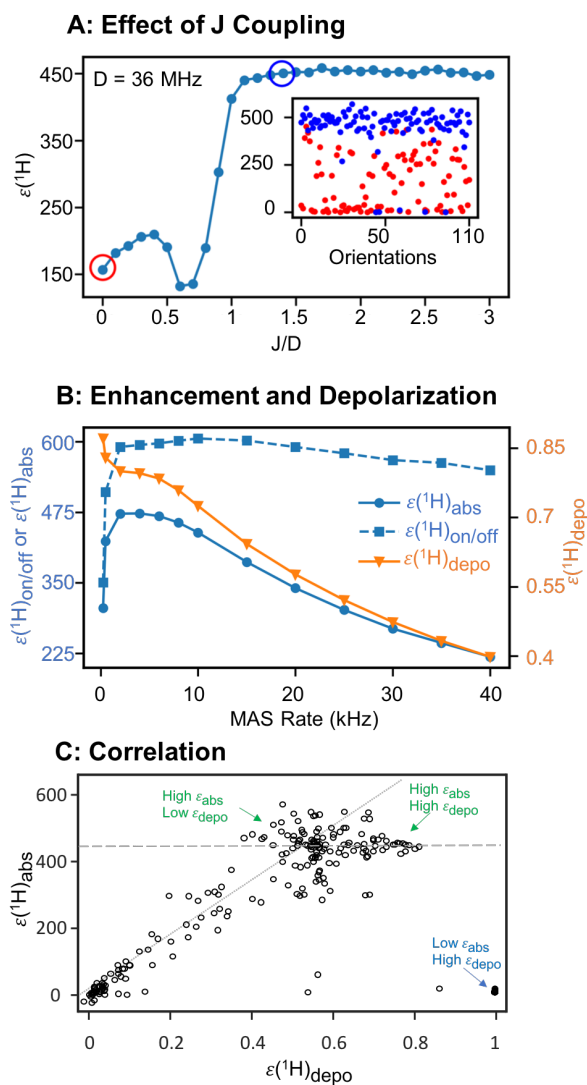 A: Effect of J Coupling
D = 36 MHz
450
350
250
150
ε(¹H)
500
250
0
0 50 110
Orientations
0 0.5 1 1.5 2 2.5 3
J/D
B: Enhancement and Depolarization
600
475
350
225
ε(¹H)on/off or ε(¹H)abs
0.85
0.7
0.55
0.4
ε(¹H)depo
ε(¹H)abs
ε(¹H)on/off
ε(¹H)depo
0 10 20 30 40
MAS Rate (kHz)
C: Correlation
600
400
200
0
ε(¹H)abs
High εabs
Low εdepo
High εabs
High εdepo
Low εabs
High εdepo
0 0.2 0.4 0.6 0.8 1
ε(¹H)depo